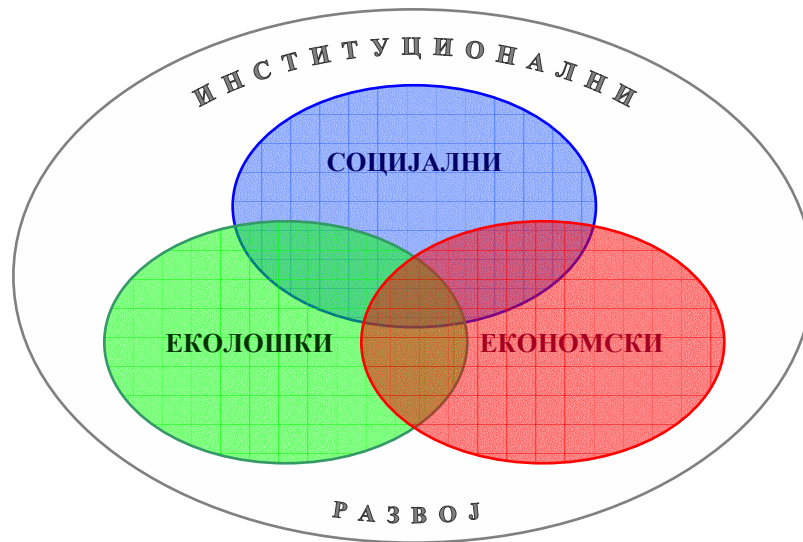 ИНСТИТУЦИОНАЛНИ
СОЦИЈАЛНИ
ЕКОЛОШКИ
ЕКОНОМСКИ
РАЗВОЈ